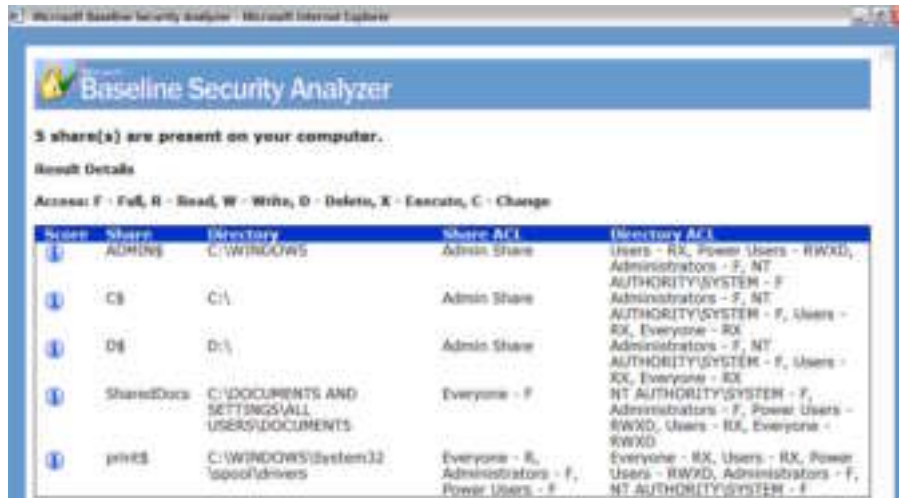 Microsoft Baseline Security Analyzer - Microsoft Internet Explorer
Baseline Security Analyzer
5 share(s) are present on your computer.
Result Details
Access: F - Full, R - Read, W - Write, D - Delete, X - Execute, C - Change
Score Share Directory Share ACL Directory ACL
ADMIN$ C:\WINDOWS Admin Share Users - RX, Power Users - RWXD,
Administrators - F, NT
AUTHORITY\SYSTEM - F
C$ C:\ Admin Share Administrators - F, NT
AUTHORITY\SYSTEM - F, Users -
RX, Everyone - RX
D$ D:\ Admin Share Administrators - F, NT
AUTHORITY\SYSTEM - F, Users -
RX, Everyone - RX
SharedDocs C:\DOCUMENTS AND Everyone - F NT AUTHORITY\SYSTEM - F,
SETTINGS\ALL Administrators - F, Power Users -
USERS\DOCUMENTS RWXD, Users - RX, Everyone -
RWXD
print$ C:\WINDOWS\System32 Everyone - R, Everyone - RX, Users - RX, Power
\spool\drivers Administrators - F, Users - RWXD, Administrators - F,
Power Users - F NT AUTHORITY\SYSTEM - F